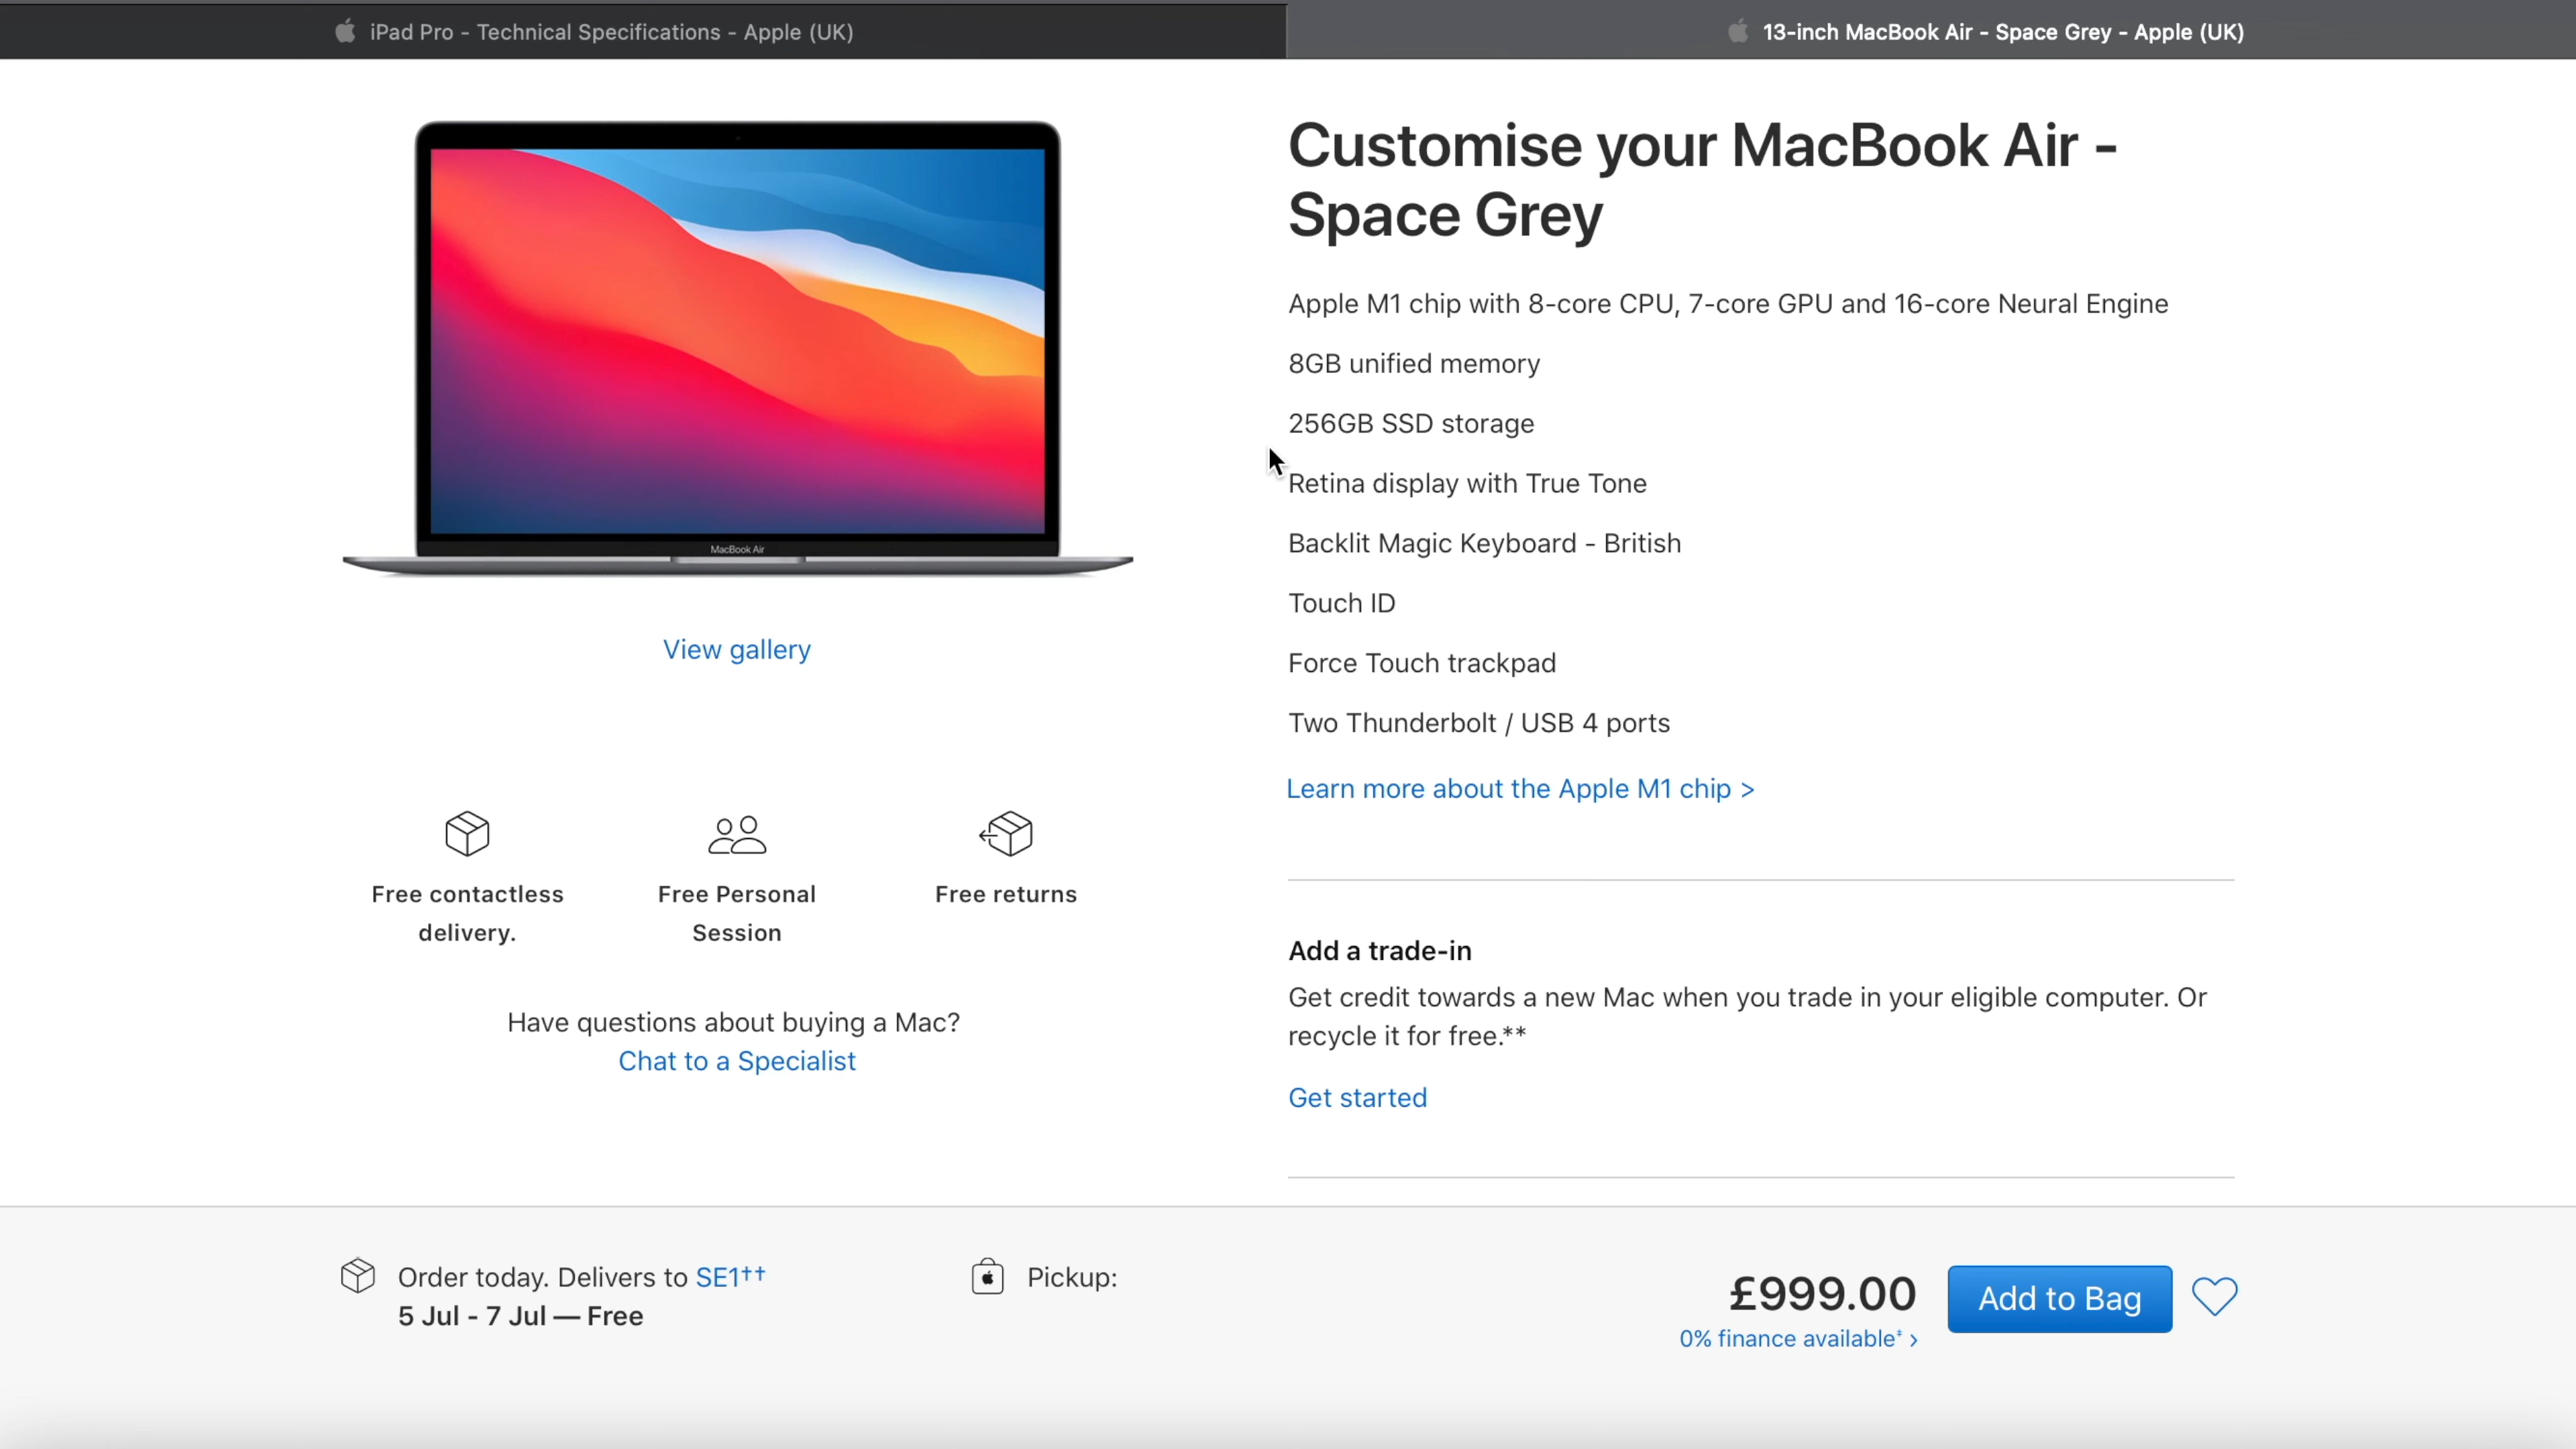 iPad Pro - Technical Specifications - Apple (UK)
13-inch MacBook Air - Space Grey - Apple (UK)
MacBook Air
View gallery
Free contactless
delivery.
Free Personal
Session
Free returns
Have questions about buying a Mac?
Chat to a Specialist
Customise your MacBook Air -
Space Grey
Apple M1 chip with 8-core CPU, 7-core GPU and 16-core Neural Engine
8GB unified memory
256GB SSD storage
Retina display with True Tone
Backlit Magic Keyboard - British
Touch ID
Force Touch trackpad
Two Thunderbolt / USB 4 ports
Learn more about the Apple M1 chip >
Add a trade-in
Get credit towards a new Mac when you trade in your eligible computer. Or
recycle it for free.**
Get started
Order today. Delivers to SE1††
5 Jul - 7 Jul — Free
Pickup:
£999.00
0% finance available‡ >
Add to Bag